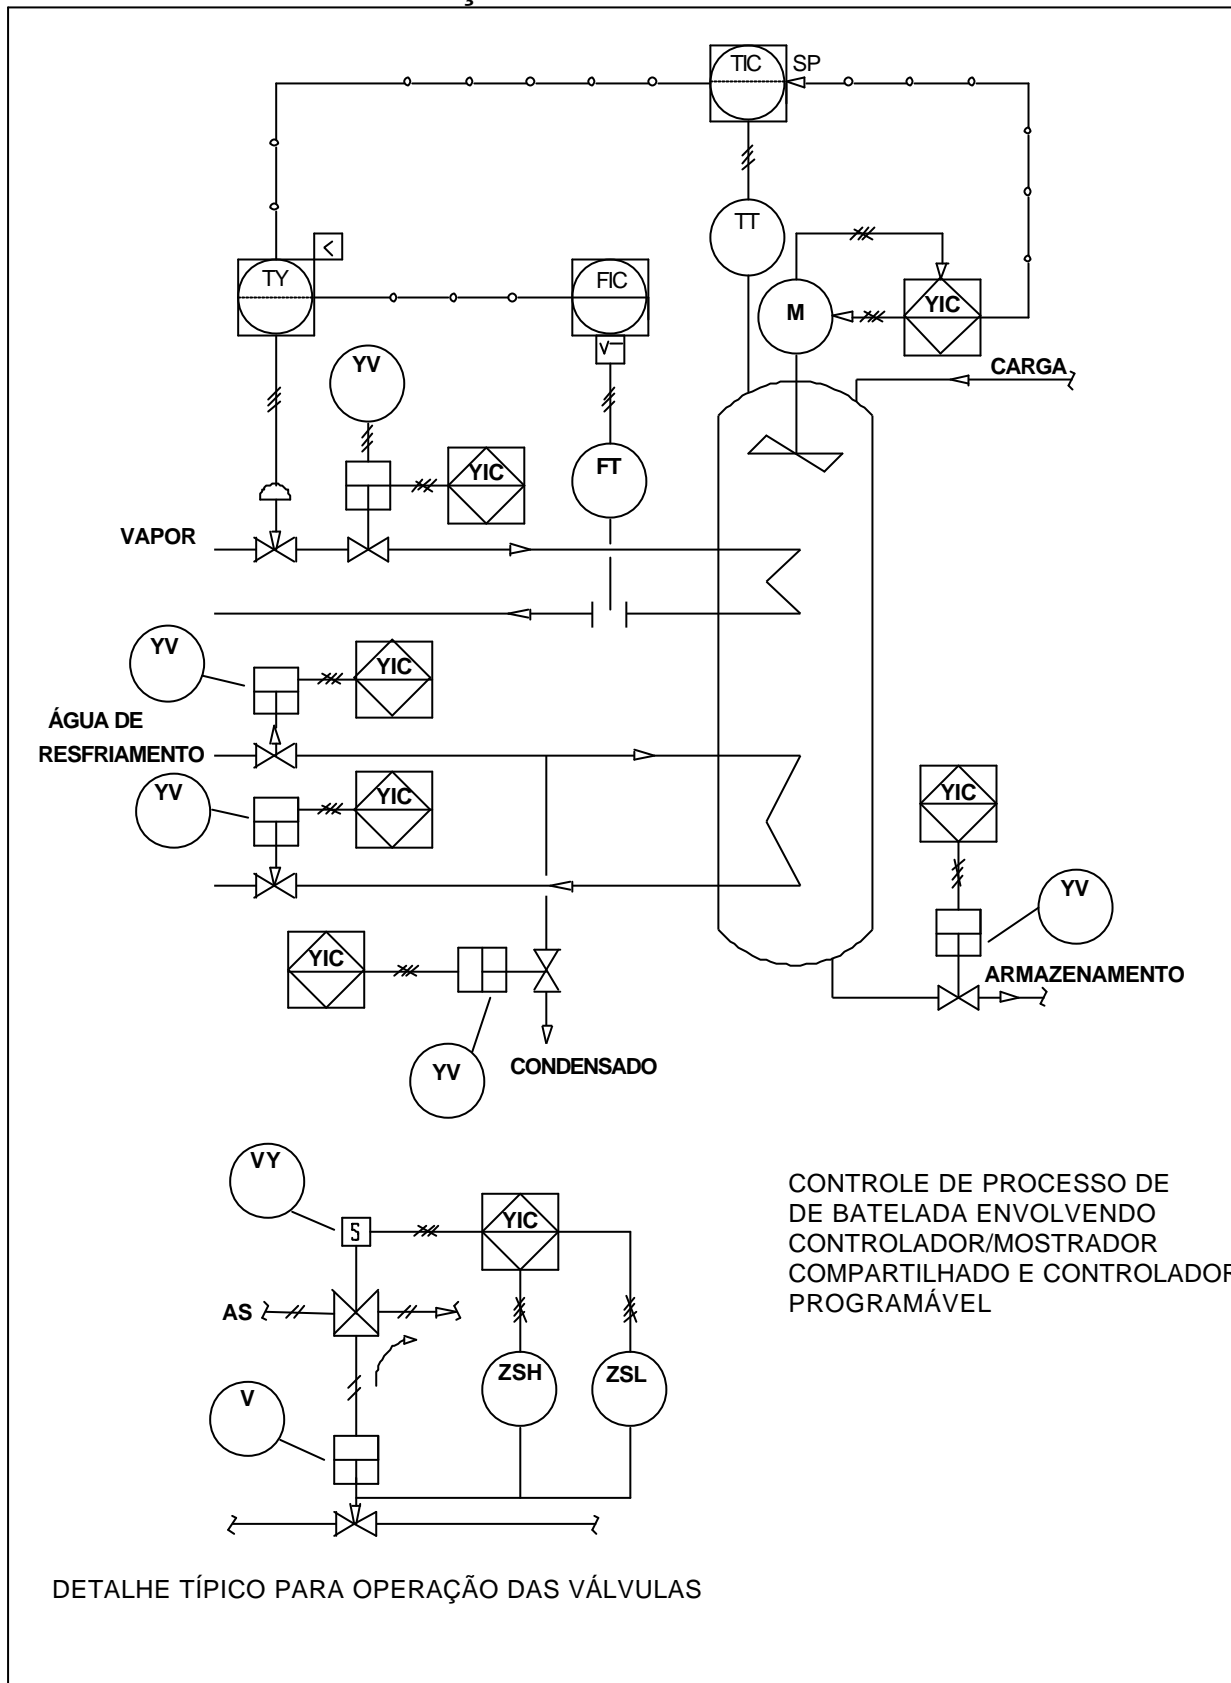 TIC
SP
TT
TY
<
FIC
√
M
YIC
YV
CARGA
YIC
FT
VAPOR
YV
YIC
ÁGUA DE
RESFRIAMENTO
YV
YIC
YIC
YV
YIC
YV
ARMAZENAMENTO
YV
CONDENSADO
VY
S
YIC
AS
ZSH
ZSL
V
CONTROLE DE PROCESSO DE
DE BATELADA ENVOLVENDO
CONTROLADOR/MOSTRADOR
COMPARTILHADO E CONTROLADOR
PROGRAMÁVEL
DETALHE TÍPICO PARA OPERAÇÃO DAS VÁLVULAS